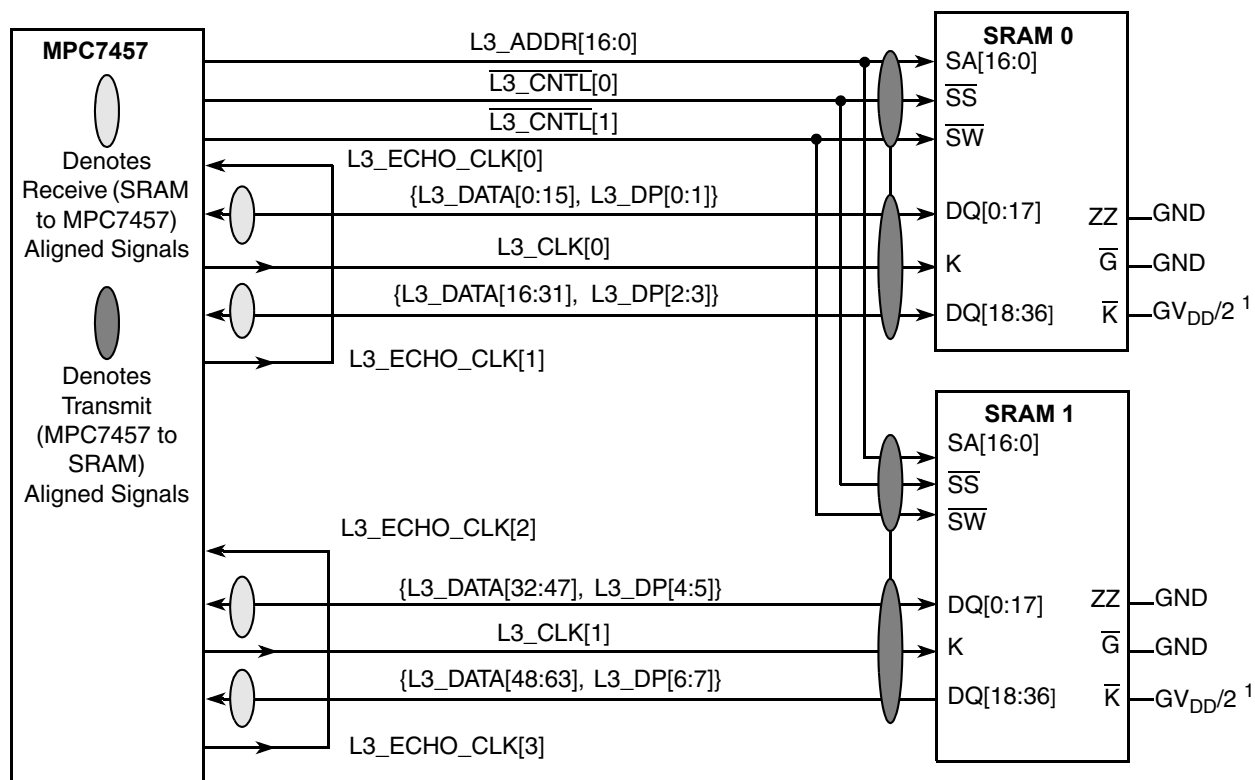 MPC7457
Denotes
Receive (SRAM
to MPC7457)
Aligned Signals
Denotes
Transmit
(MPC7457 to
SRAM)
Aligned Signals
L3_ADDR[16:0]
L3_CNTL[0]
L3_CNTL[1]
L3_ECHO_CLK[0]
{L3_DATA[0:15], L3_DP[0:1]}
L3_CLK[0]
{L3_DATA[16:31], L3_DP[2:3]}
L3_ECHO_CLK[1]
SRAM 0
SA[16:0]
SS
SW
DQ[0:17] ZZ GND
K G GND
DQ[18:36] K GVDD/2 1
L3_ECHO_CLK[2]
{L3_DATA[32:47], L3_DP[4:5]}
L3_CLK[1]
{L3_DATA[48:63], L3_DP[6:7]}
L3_ECHO_CLK[3]
SRAM 1
SA[16:0]
SS
SW
DQ[0:17] ZZ GND
K G GND
DQ[18:36] K GVDD/2 1